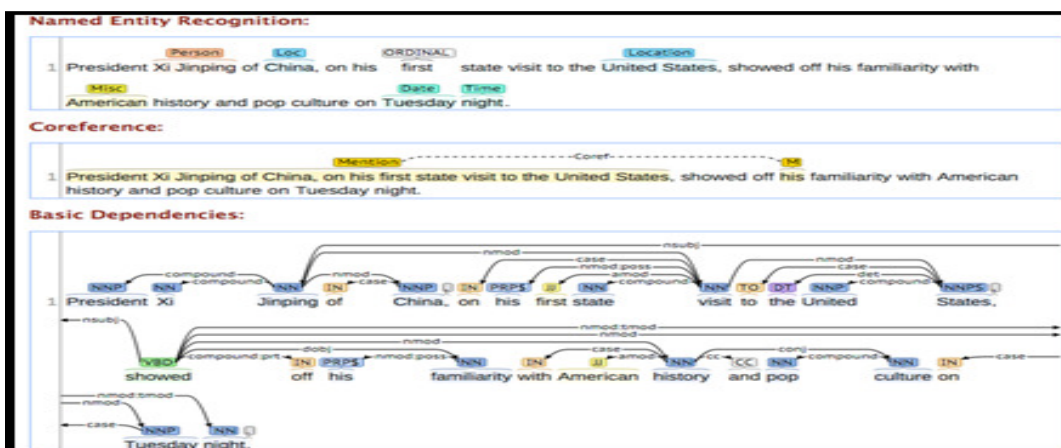 Named Entity Recognition:
Person Loc ORDINAL Location
1 President Xi Jinping of China, on his first state visit to the United States, showed off his familiarity with
Misc Date Time
American history and pop culture on Tuesday night.
Coreference:
Mention Coref M
1 President Xi Jinping of China, on his first state visit to the United States, showed off his familiarity with American
history and pop culture on Tuesday night.
Basic Dependencies:
nsubj
nmod
case nmod
nmod:poss case
compound nmod amod det
compound case compound compound
NNP NN NN IN NNP IN PRP$ JJ NN NN TO DT NNP NNPS
1 President Xi Jinping of China, on his first state visit to the United States,
nmod:tmod
nsubj nmod
dobj case conj
compound:prt nmod:poss amod cc compound case
VBD IN PRP$ NN IN JJ NN CC NN NN IN
showed off his familiarity with American history and pop culture on
nmod:tmod
nmod
case
NNP NN
Tuesday night.